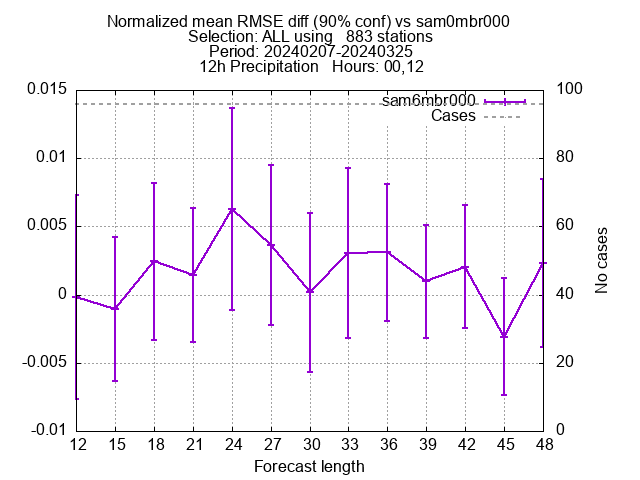 Normalized mean RMSE diff (90% conf) vs sam0mbr000
Selection: ALL using   883 stations
Period: 20240207-20240325
12h Precipitation   Hours: 00,12
sam6mbr000
Cases
0.015
0.01
0.005
0
-0.005
-0.01
100
80
60
40
20
0
No cases
12 15 18 21 24 27 30 33 36 39 42 45 48
Forecast length